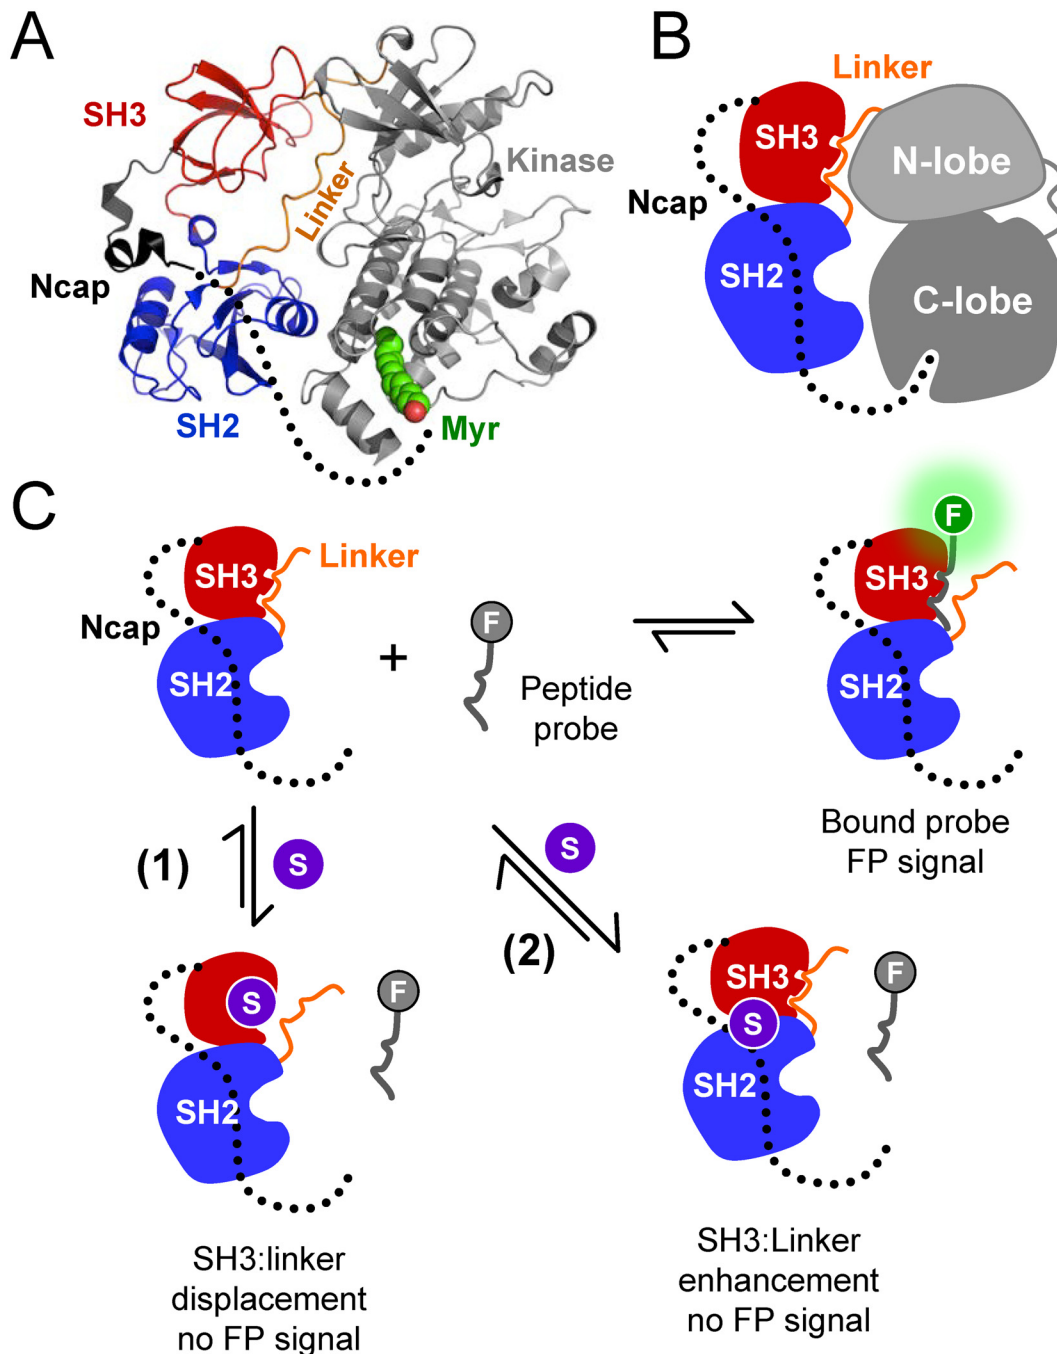 A
SH3
Linker
Kinase
Ncap
SH2
Myr
B
Linker
SH3
N-lobe
Ncap
SH2
C-lobe
C
SH3
Linker
Ncap
SH2
+
F
Peptide
probe
F
SH3
SH2
Bound probe
FP signal
(1)
S
S
(2)
S
F
SH2
SH3:linker
displacement
no FP signal
SH3
S
F
SH2
SH3:Linker
enhancement
no FP signal